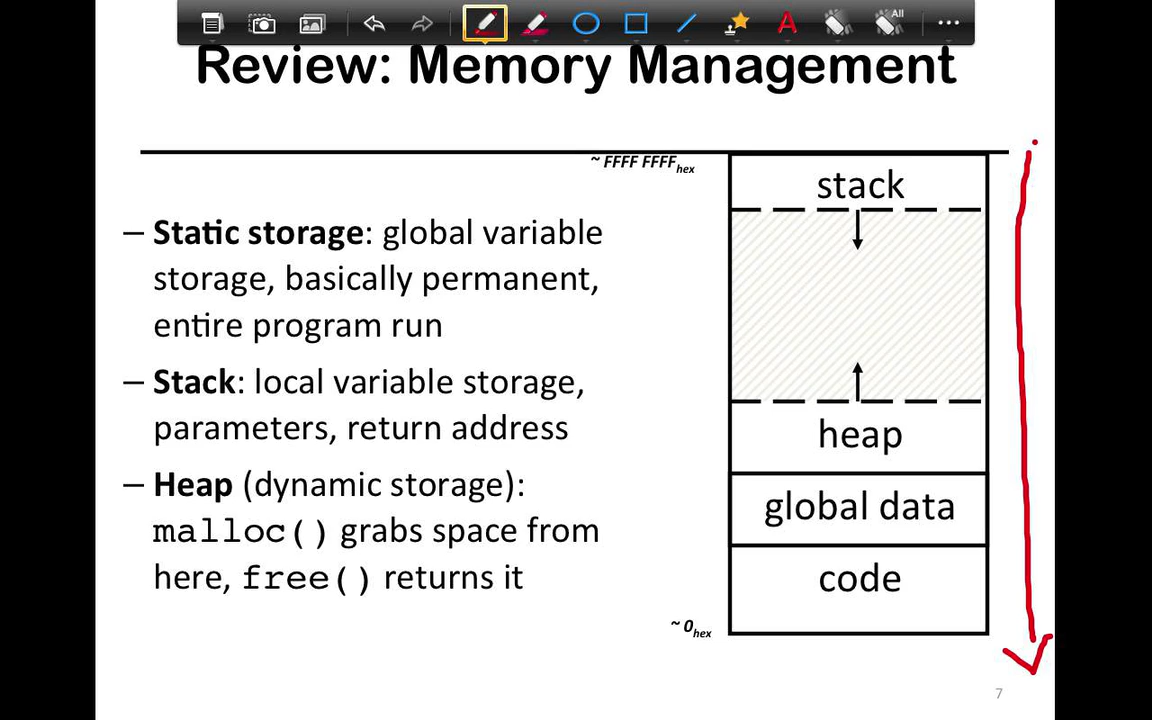 All
A
Review: Memory Management
~ FFFF FFFFhex
stack
– Static storage: global variable
storage, basically permanent,
entire program run
– Stack: local variable storage,
parameters, return address
– Heap (dynamic storage):
malloc() grabs space from
here, free() returns it
heap
global data
code
~ 0hex
7